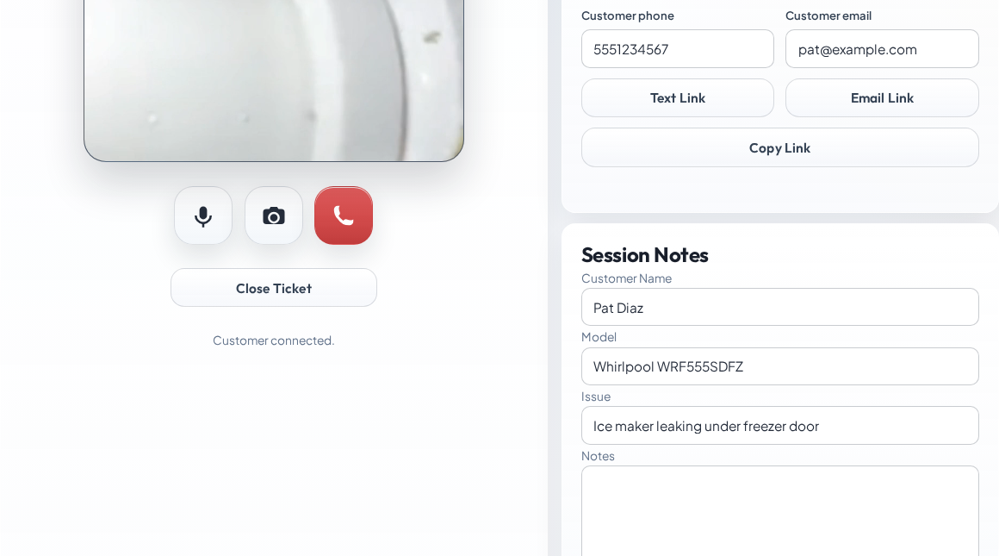 Close Ticket
Customer connected.
Customer phone
Customer email
5551234567
pat@example.com
Text Link
Email Link
Copy Link
Session Notes
Customer Name
Pat Diaz
Model
Whirlpool WRF555SDFZ
Issue
Ice maker leaking under freezer door
Notes